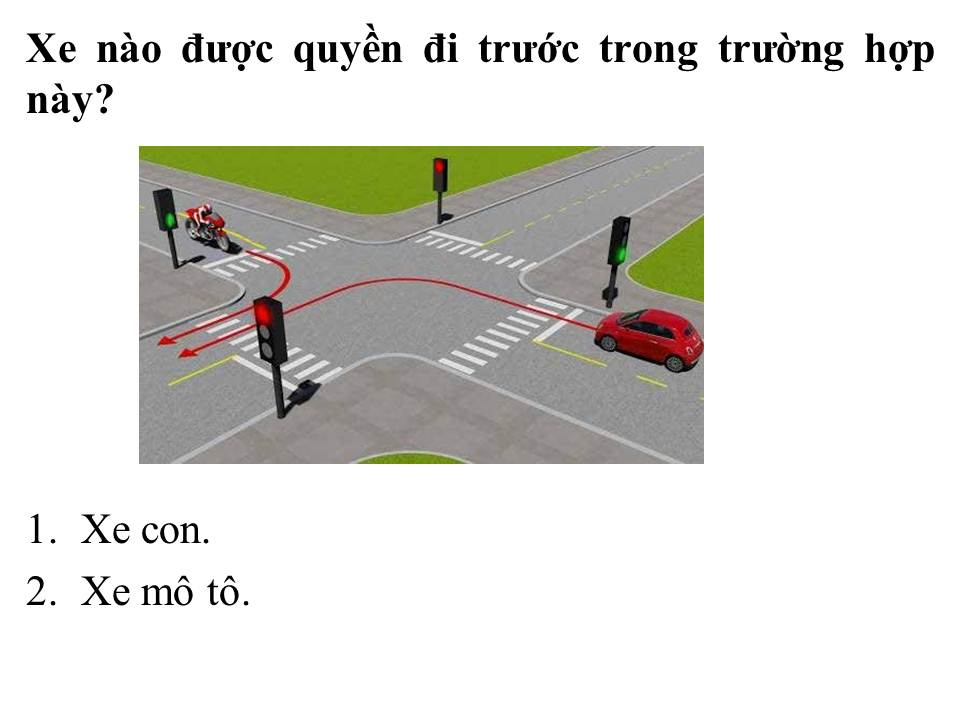 Xe nào được quyền đi trước trong trường hợp
này?
1. Xe con.
2. Xe mô tô.